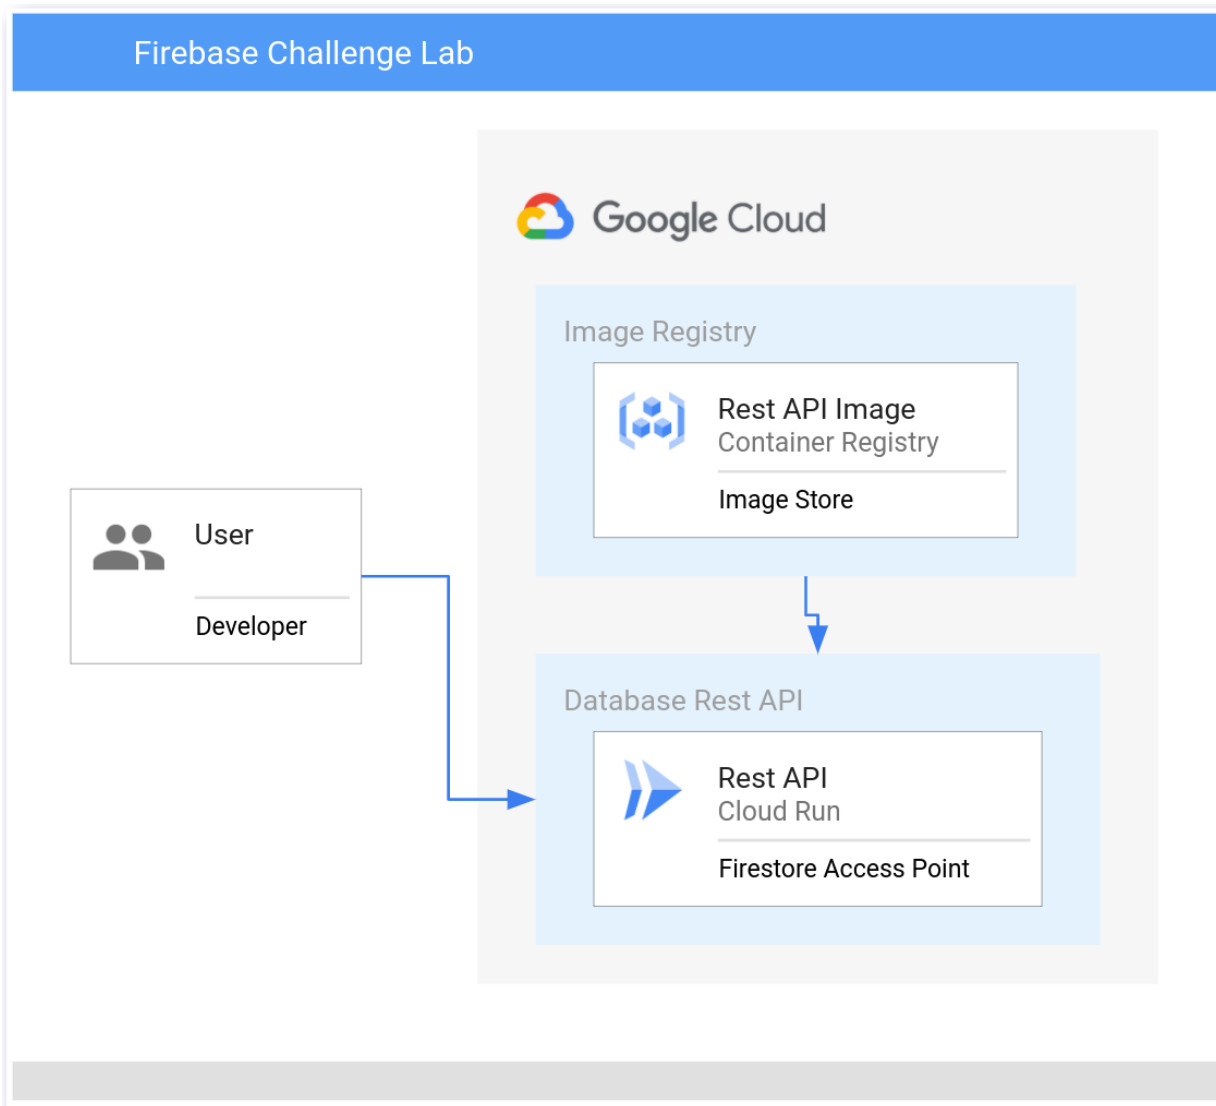 Firebase Challenge Lab
Google Cloud
Image Registry
Rest API Image
Container Registry
Image Store
User
Developer
Database Rest API
Rest API
Cloud Run
Firestore Access Point